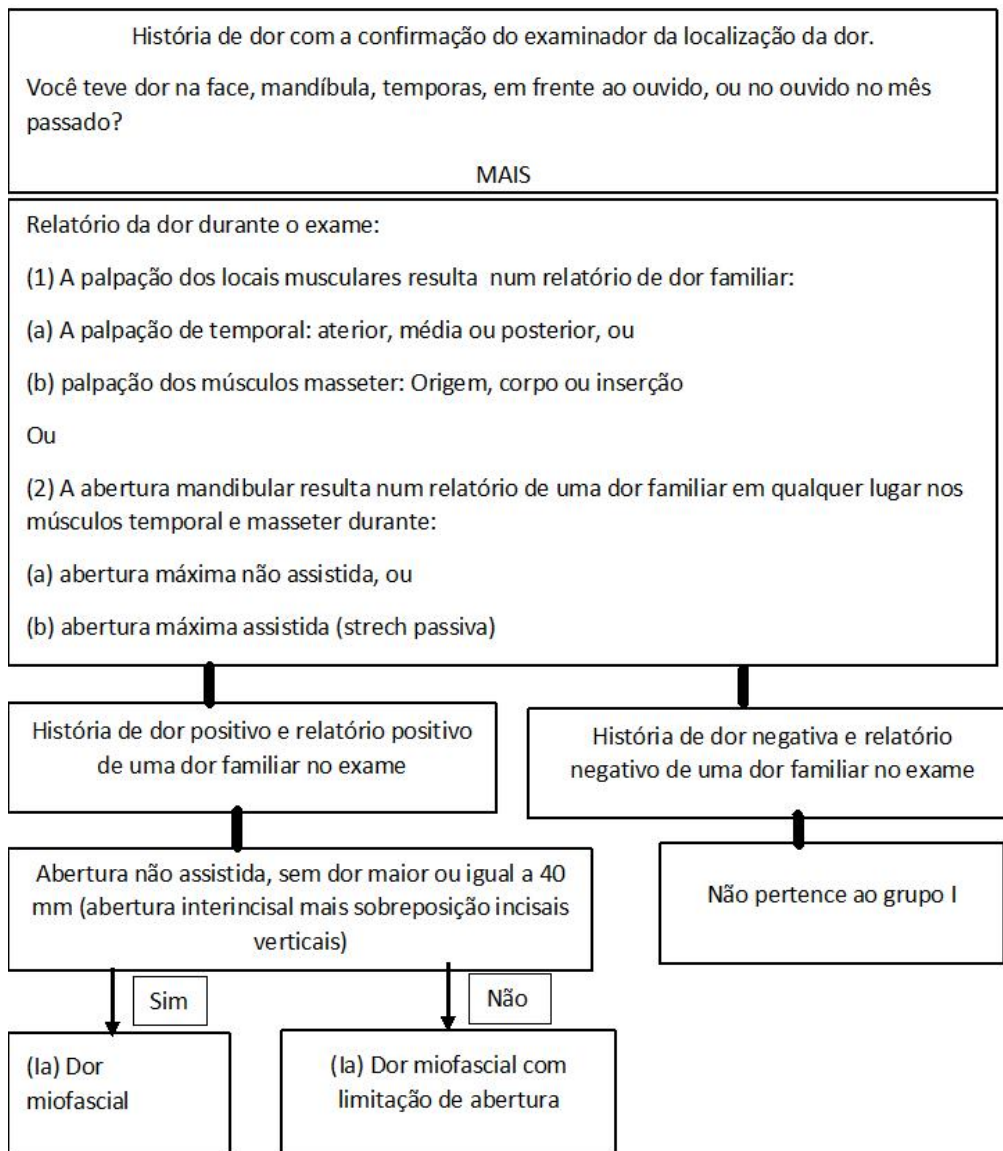 História de dor com a confirmação do examinador da localização da dor.
Você teve dor na face, mandíbula, temporas, em frente ao ouvido, ou no ouvido no mês
passado?
MAIS
Relatório da dor durante o exame:
(1) A palpação dos locais musculares resulta num relatório de dor familiar:
(a) A palpação de temporal: aterior, média ou posterior, ou
(b) palpação dos músculos masseter: Origem, corpo ou inserção
Ou
(2) A abertura mandibular resulta num relatório de uma dor familiar em qualquer lugar nos
músculos temporal e masseter durante:
(a) abertura máxima não assistida, ou
(b) abertura máxima assistida (strech passiva)
História de dor positivo e relatório positivo
de uma dor familiar no exame
História de dor negativa e relatório
negativo de uma dor familiar no exame
Abertura não assistida, sem dor maior ou igual a 40
mm (abertura interincisal mais sobreposição incisais
verticais)
Não pertence ao grupo I
Sim
Não
(Ia) Dor
miofascial
(Ia) Dor miofascial com
limitação de abertura